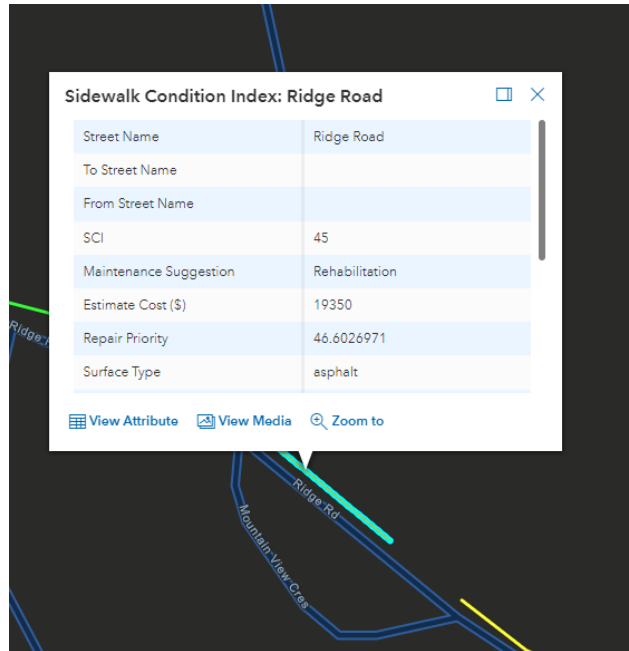 Sidewalk Condition Index: Ridge Road
Street Name Ridge Road
To Street Name
From Street Name
SCI 45
Maintenance Suggestion Rehabilitation
Estimate Cost ($) 19350
Repair Priority 46.6026971
Surface Type asphalt
View Attribute View Media Zoom to
Ridge
Ridge Rd
Mountain View Cres